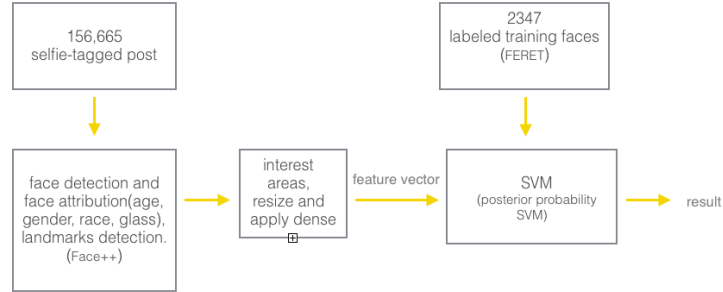 156,665
selfie-tagged post
2347
labeled training faces
(FERET)
face detection and
face attribution(age,
gender, race, glass),
landmarks detection.
(Face++)
interest
areas,
resize and
apply dense
feature vector
SVM
(posterior probability
SVM)
result